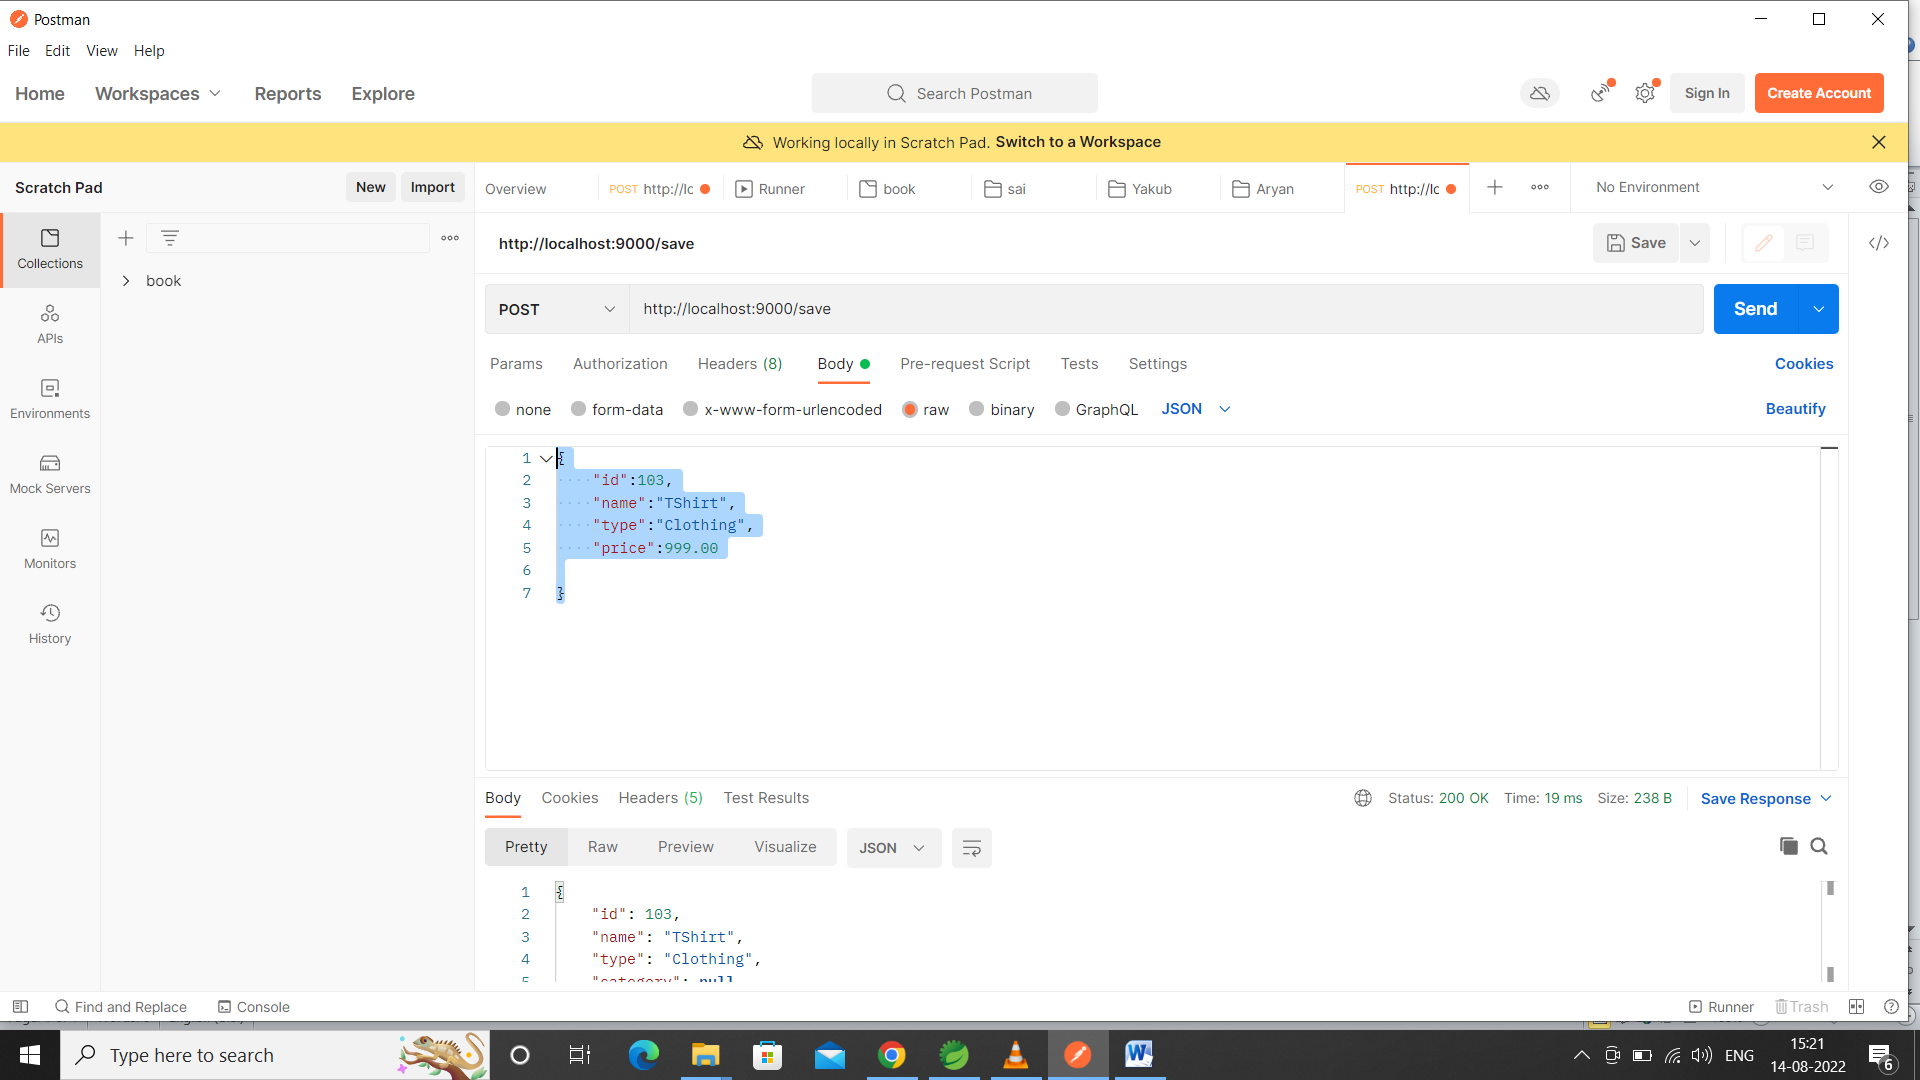 Postman
File Edit View Help
Home Workspaces Reports Explore Search Postman Sign In Create Account
Working locally in Scratch Pad. Switch to a Workspace
Scratch Pad New Import
Overview POST http://lc Runner book sai Yakub Aryan POST http://lc No Environment
Collections
APIs
Environments
Mock Servers
Monitors
History
book
http://localhost:9000/save Save
POST http://localhost:9000/save Send
Params Authorization Headers (8) Body Pre-request Script Tests Settings Cookies
none form-data x-www-form-urlencoded raw binary GraphQL JSON Beautify
1 {
2 "id":103,
3 "name":"TShirt",
4 "type":"Clothing",
5 "price":999.00
6
7 }
Body Cookies Headers (5) Test Results Status: 200 OK Time: 19 ms Size: 238 B Save Response
Pretty Raw Preview Visualize JSON
1 {
2 "id": 103,
3 "name": "TShirt",
4 "type": "Clothing",
5 "category": null
Find and Replace Console Runner Trash
Type here to search ENG 15:21
14-08-2022 6